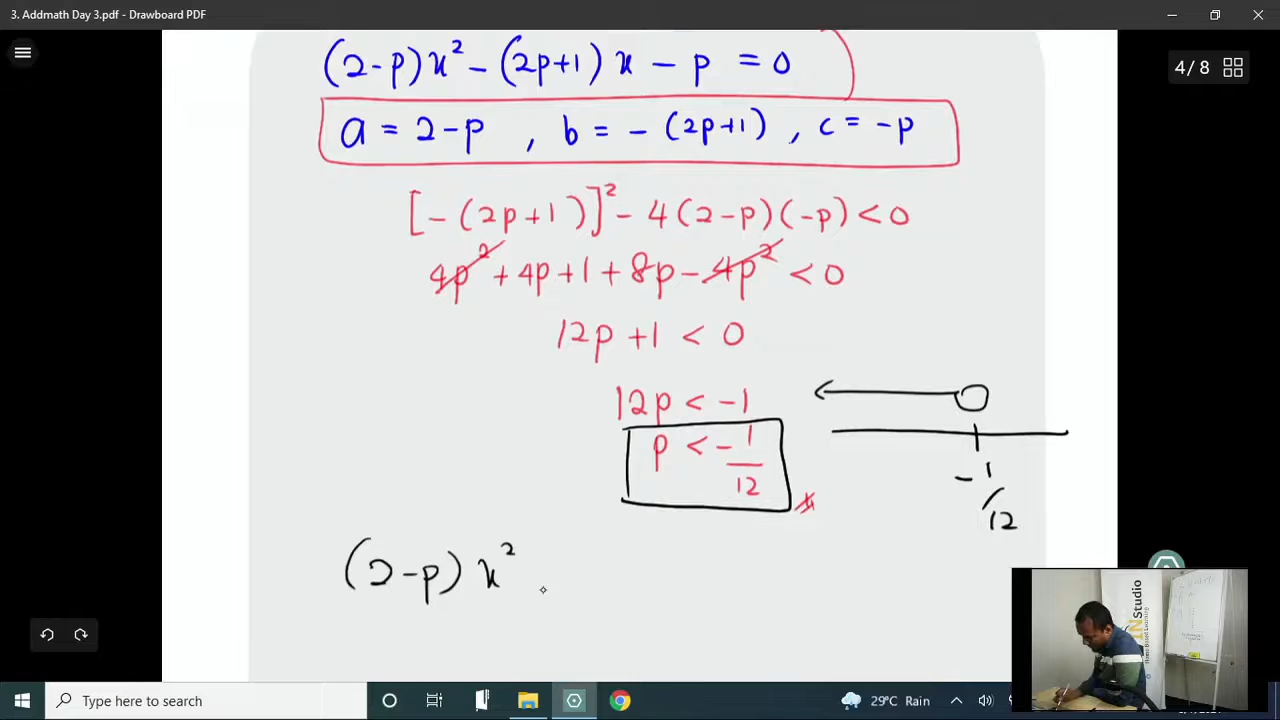 3. Addmath Day 3.pdf - Drawboard PDF
4/8
(2-p)x² - (2p+1)x - p = 0
a = 2-p , b = -(2p+1) , c = -p
[-(2p+1)]² - 4(2-p)(-p) < 0
4p² + 4p + 1 + 8p - 4p² < 0
12p + 1 < 0
12p < -1
p < -1/12
-1/12
(2-p)x²
INStudio
Type here to search
29°C Rain